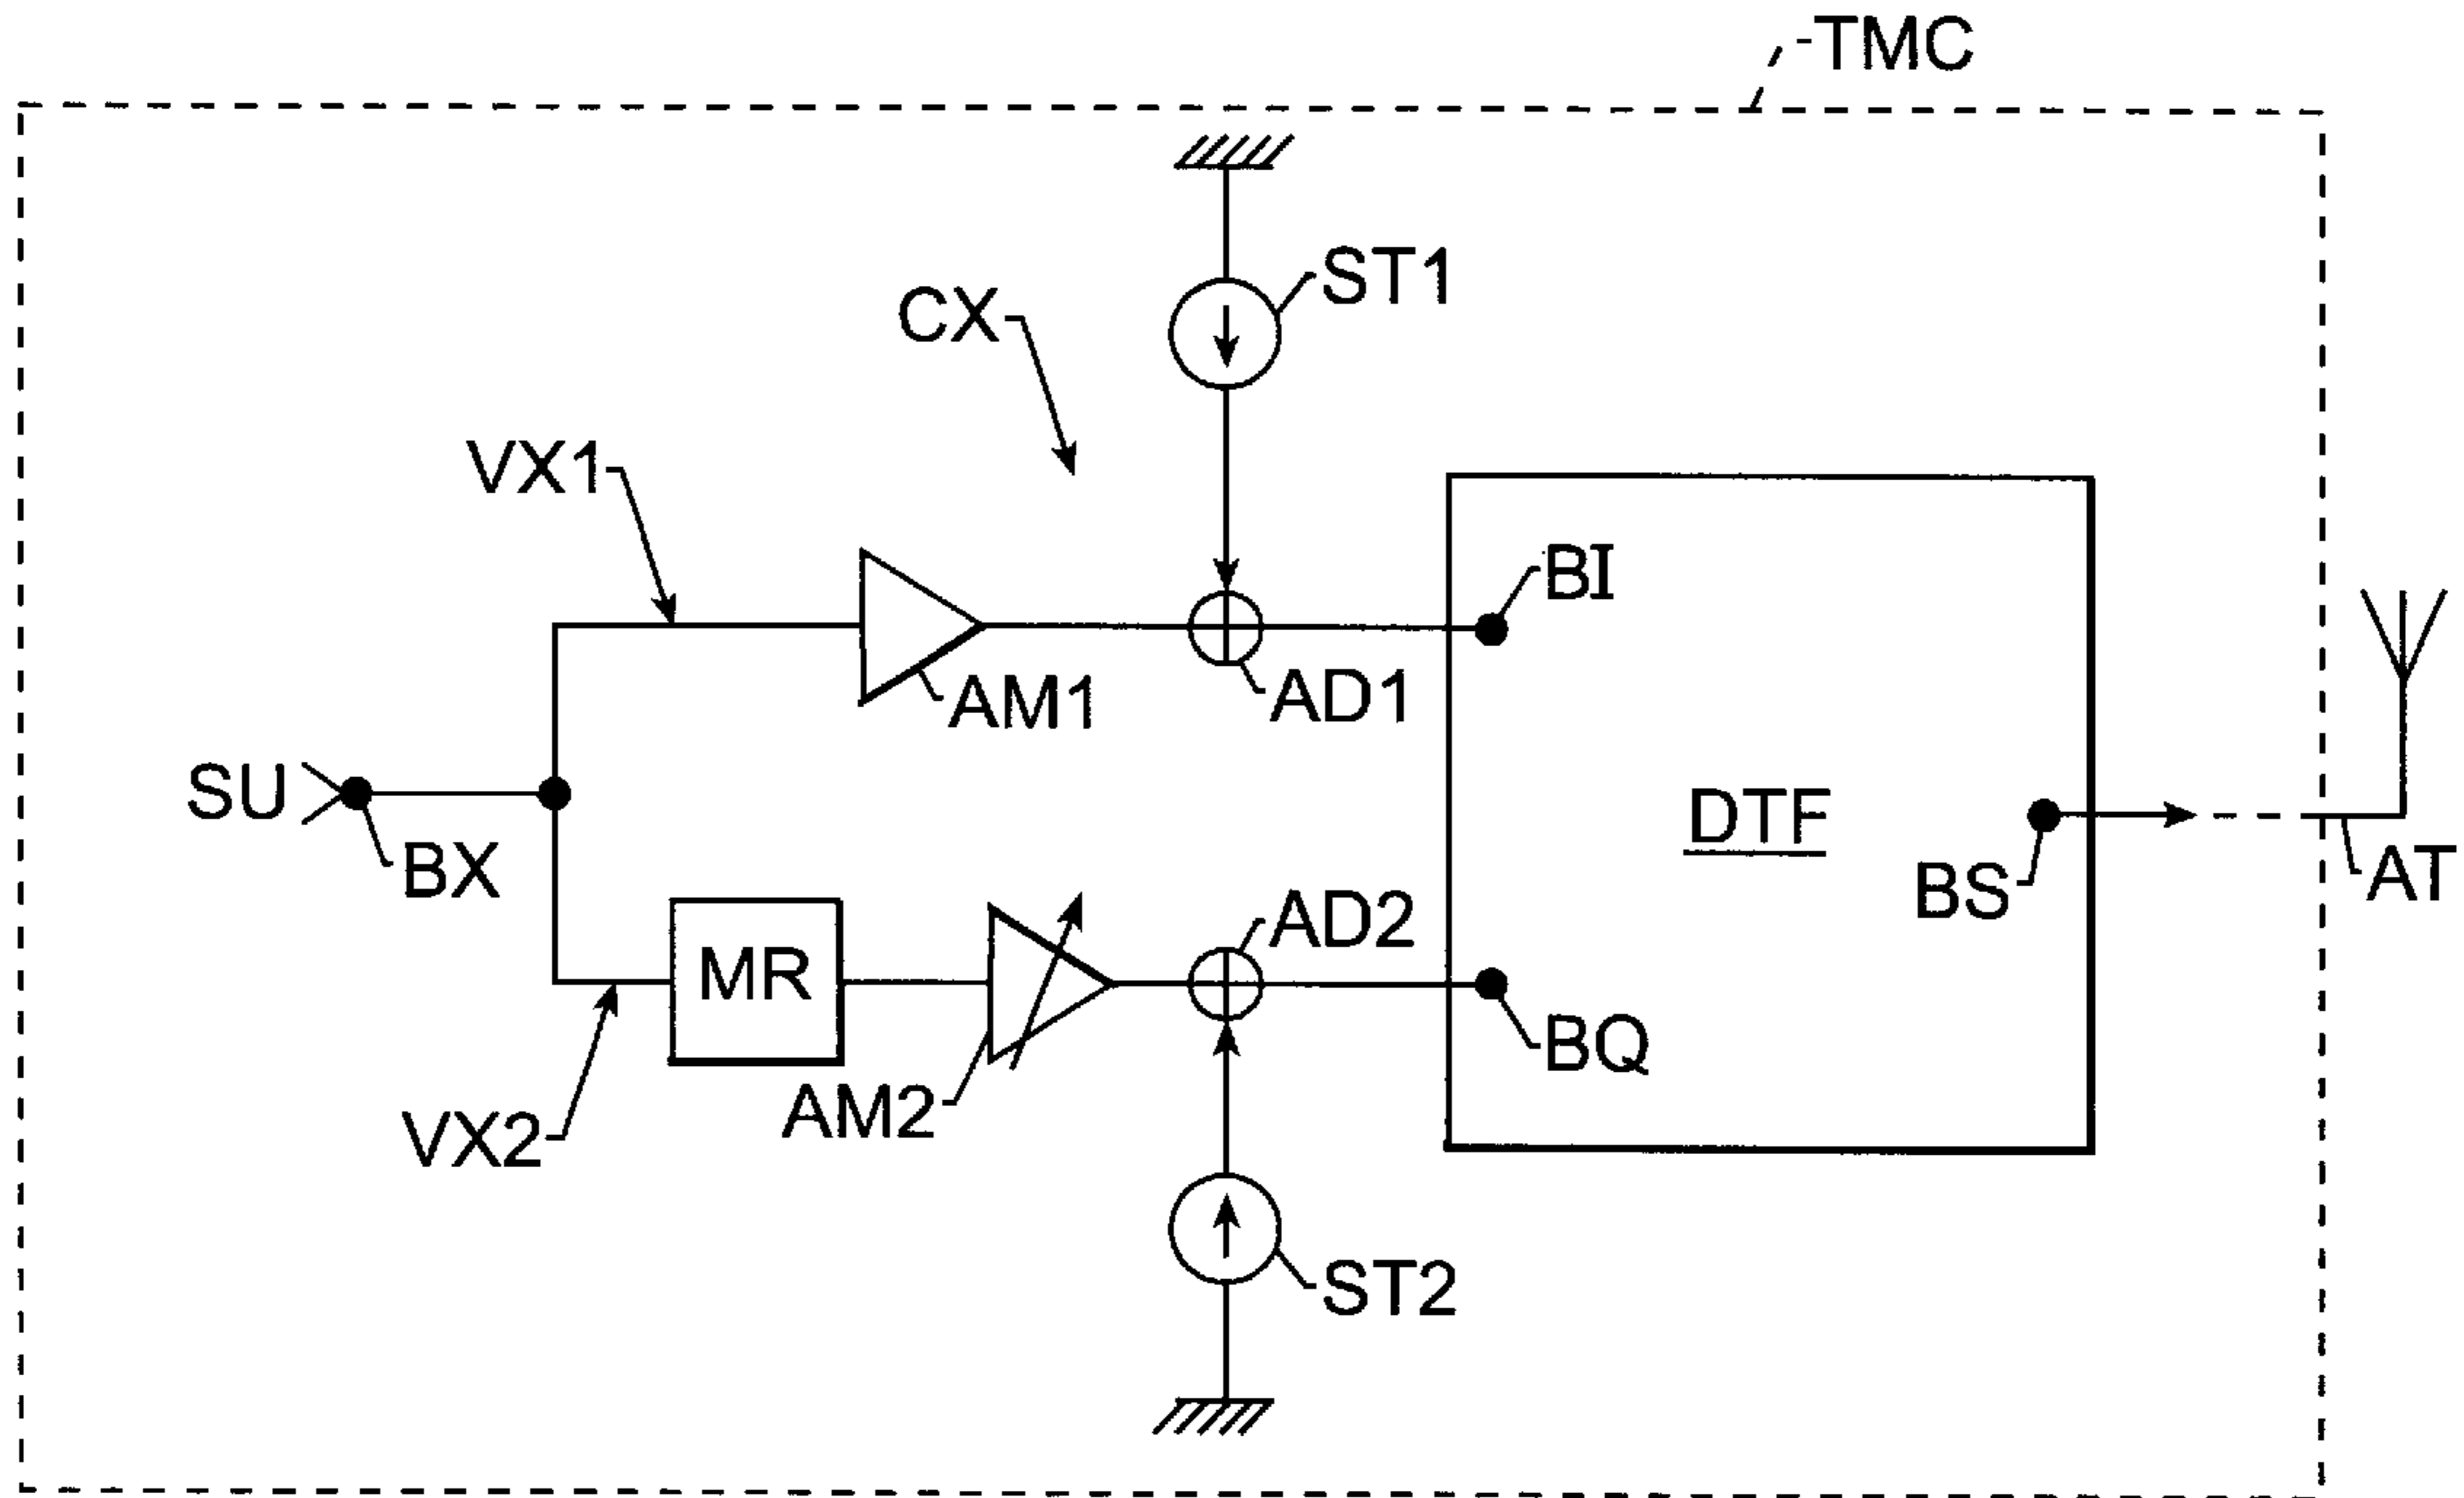 TMC
ST1
CX
VX1
BI
AM1
AD1
SU
BX
DTF
BS
AT
AD2
MR
BQ
AM2
VX2
ST2